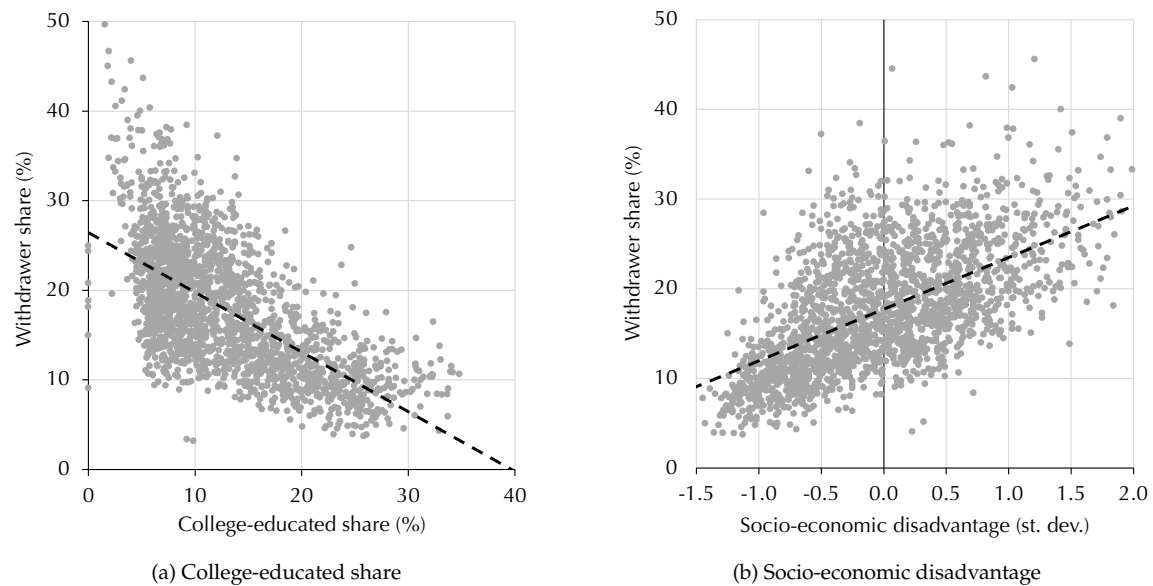 50
40
30
20
10
0
Withdrawer share (%)
0 10 20 30 40
College-educated share (%)
(a) College-educated share
50
40
30
20
10
0
Withdrawer share (%)
-1.5 -1.0 -0.5 0.0 0.5 1.0 1.5 2.0
Socio-economic disadvantage (st. dev.)
(b) Socio-economic disadvantage